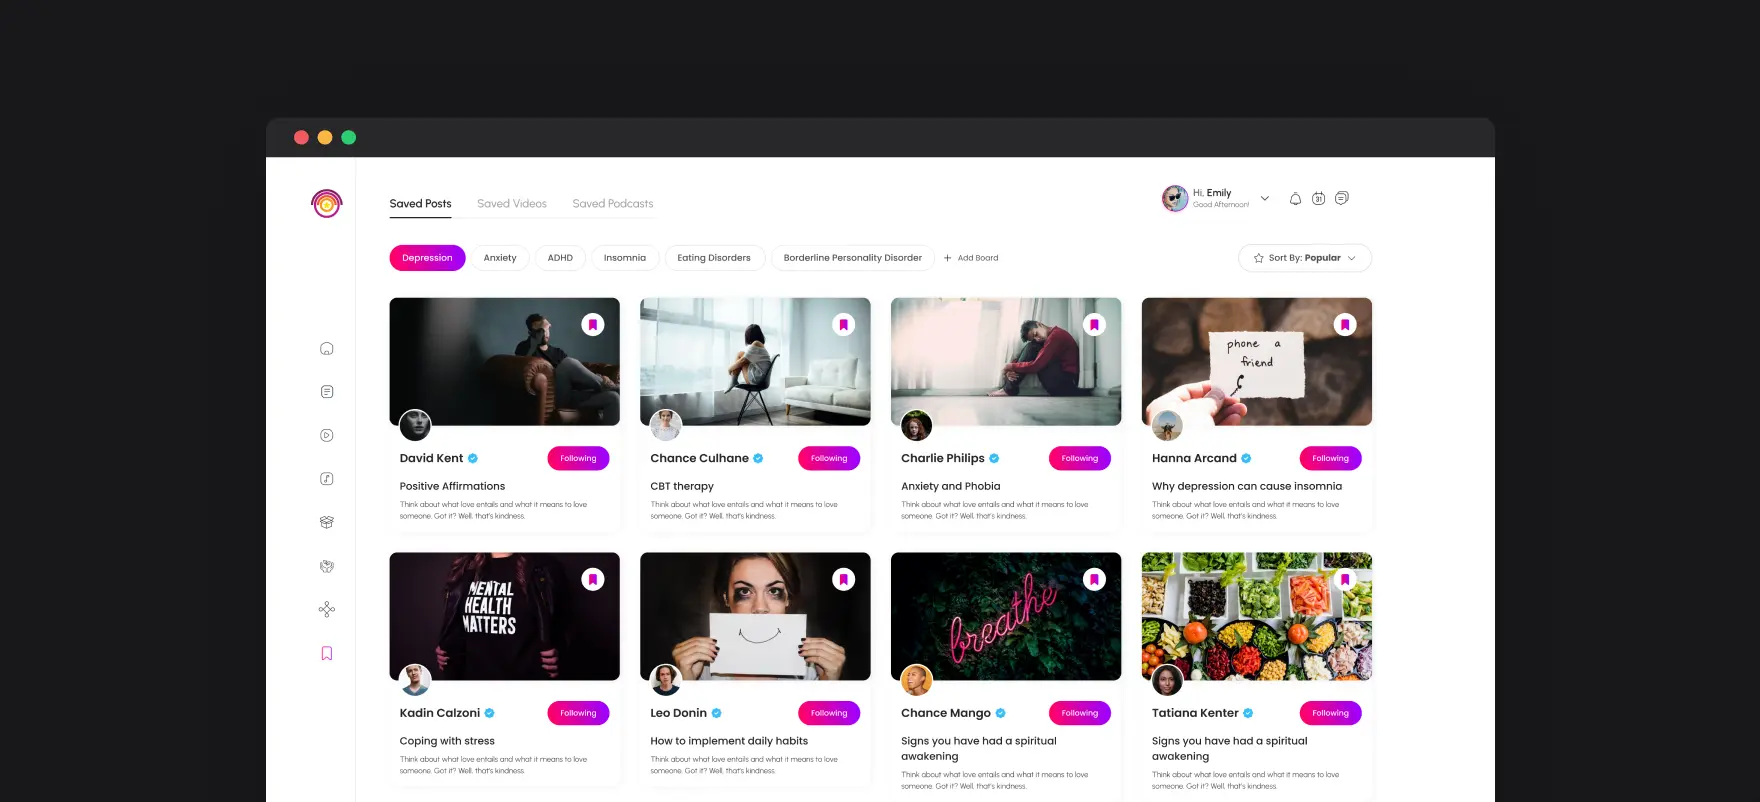 Saved Posts Saved Videos Saved Podcasts
Hi, Emily
Good Afternoon!
31
Depression Anxiety ADHD Insomnia Eating Disorders Borderline Personality Disorder + Add Board
Sort By: Popular
phone a
friend
David Kent Following
Positive Affirmations
Think about what love entails and what it means to love
someone. Got it? Well, that's kindness.
Chance Culhane Following
CBT therapy
Think about what love entails and what it means to love
someone. Got it? Well, that's kindness.
Charlie Philips Following
Anxiety and Phobia
Think about what love entails and what it means to love
someone. Got it? Well, that's kindness.
Hanna Arcand Following
Why depression can cause insomnia
Think about what love entails and what it means to love
someone. Got it? Well, that's kindness.
MENTAL
HEALTH
MATTERS
breathe
Kadin Calzoni Following
Coping with stress
Think about what love entails and what it means to love
someone. Got it? Well, that's kindness.
Leo Donin Following
How to implement daily habits
Think about what love entails and what it means to love
someone. Got it? Well, that's kindness.
Chance Mango Following
Signs you have had a spiritual
awakening
Think about what love entails and what it means to love
someone. Got it? Well, that's kindness.
Tatiana Kenter Following
Signs you have had a spiritual
awakening
Think about what love entails and what it means to love
someone. Got it? Well, that's kindness.